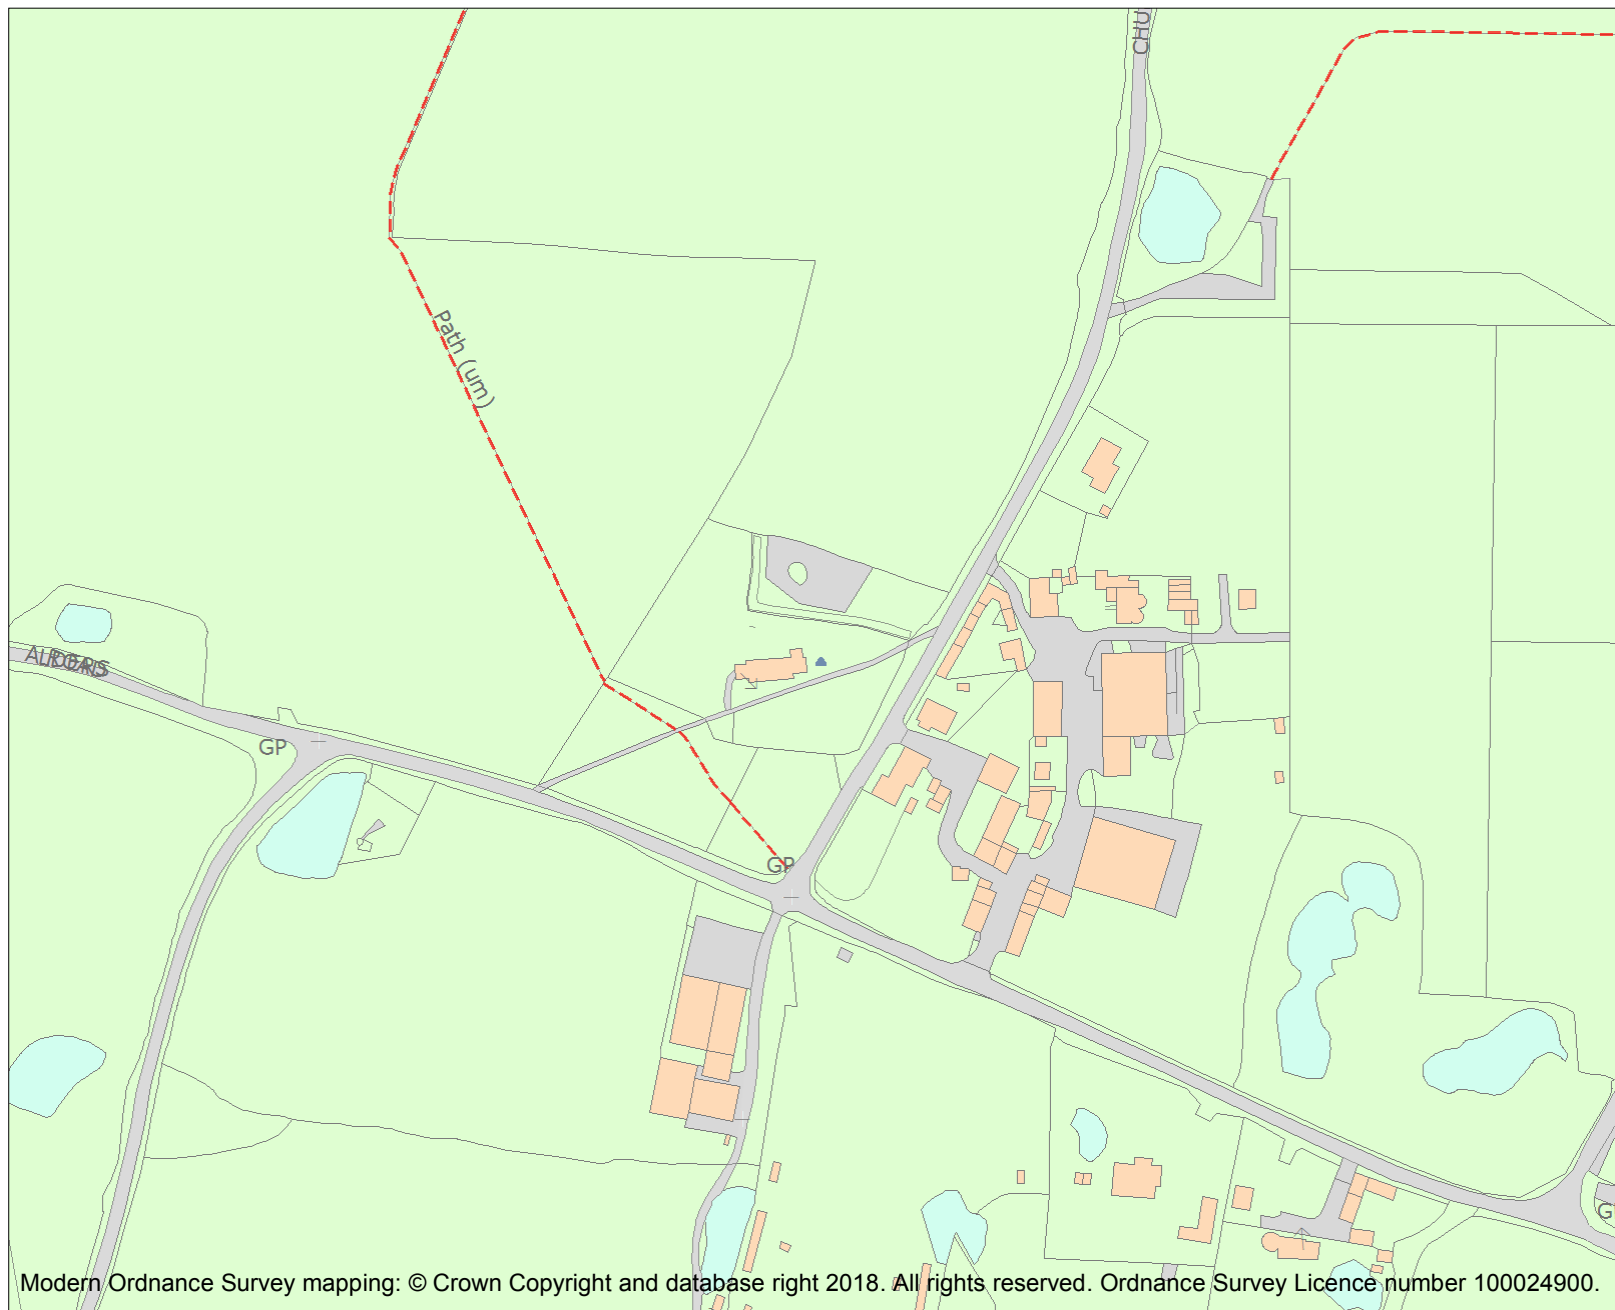 CHU
Path (um)
GP
GP
G
Modern Ordnance Survey mapping: © Crown Copyright and database right 2018. All rights reserved. Ordnance Survey Licence number 100024900.